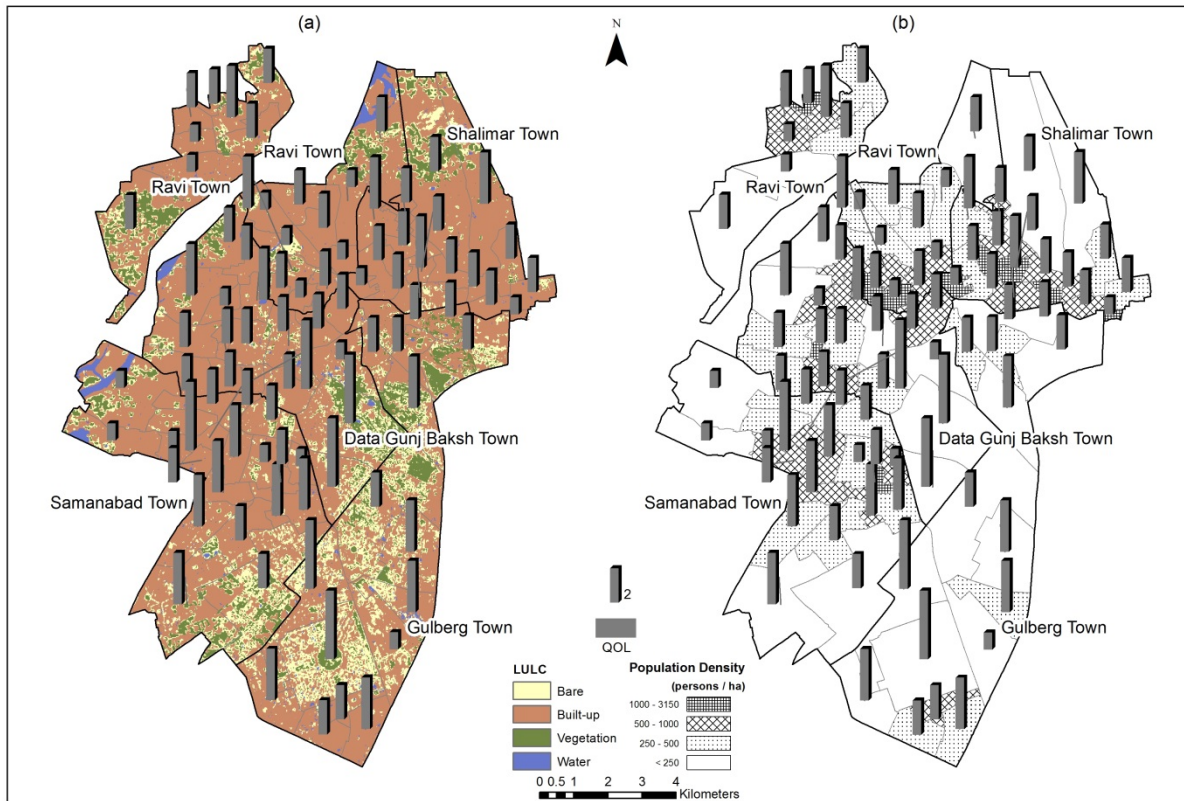 (a)
(b)
N
Shalimar Town
Ravi Town
Ravi Town
Data Gunj Baksh Town
Samanabad Town
Gulberg Town
Shalimar Town
Ravi Town
Ravi Town
Data Gunj Baksh Town
Samanabad Town
Gulberg Town
2
QOL
LULC
Bare
Built-up
Vegetation
Water
Population Density
(persons / ha)
1000 - 3150
500 - 1000
250 - 500
< 250
0 0.5 1 2 3 4
Kilometers